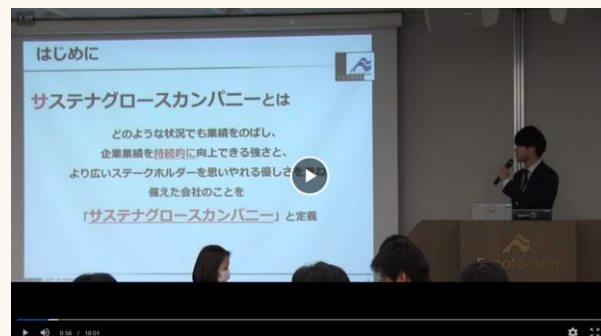 はじめに
サステナグロースカンパニーとは
どのような状況でも業績をのばし、
企業業績を持続的に向上できる強さと、
より広いステークホルダーを思いやれる優しさを兼ね
備えた会社のことを
「サステナグロースカンパニー」と定義
Funai Soken
0:56 / 18:01